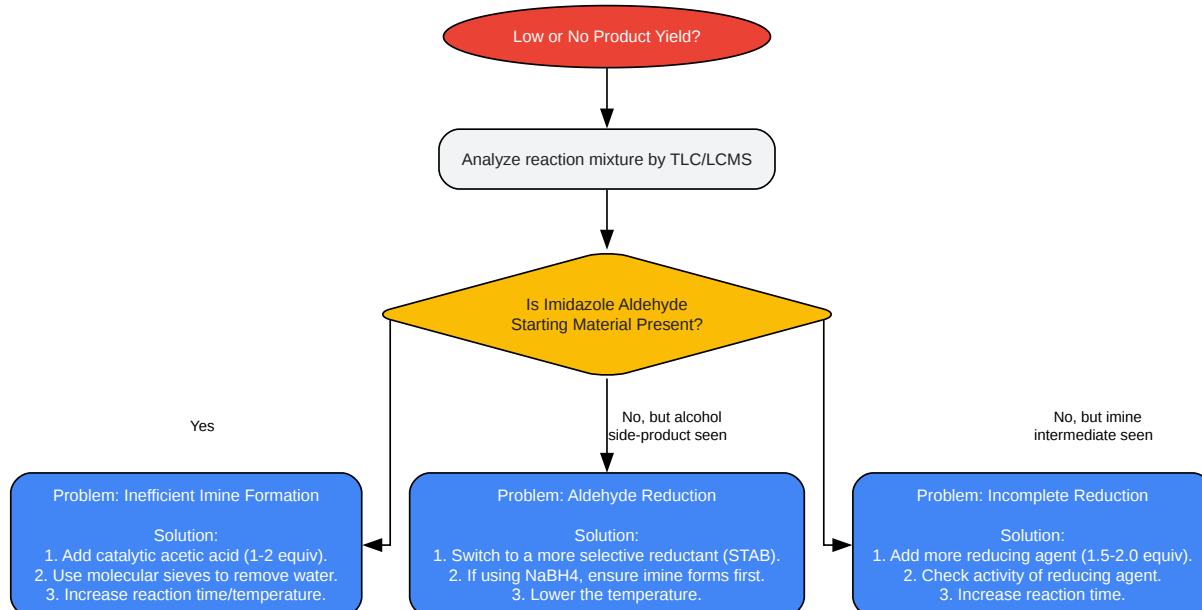 Low or No Product Yield?
Analyze reaction mixture by TLC/LCMS
Is Imidazole Aldehyde
Starting Material Present?
Yes
No, but alcohol
side-product seen
No, but imine
intermediate seen
Problem: Inefficient Imine Formation
Solution:
1. Add catalytic acetic acid (1-2 equiv).
2. Use molecular sieves to remove water.
3. Increase reaction time/temperature.
Problem: Aldehyde Reduction
Solution:
1. Switch to a more selective reductant (STAB).
2. If using NaBH4, ensure imine forms first.
3. Lower the temperature.
Problem: Incomplete Reduction
Solution:
1. Add more reducing agent (1.5-2.0 equiv).
2. Check activity of reducing agent.
3. Increase reaction time.